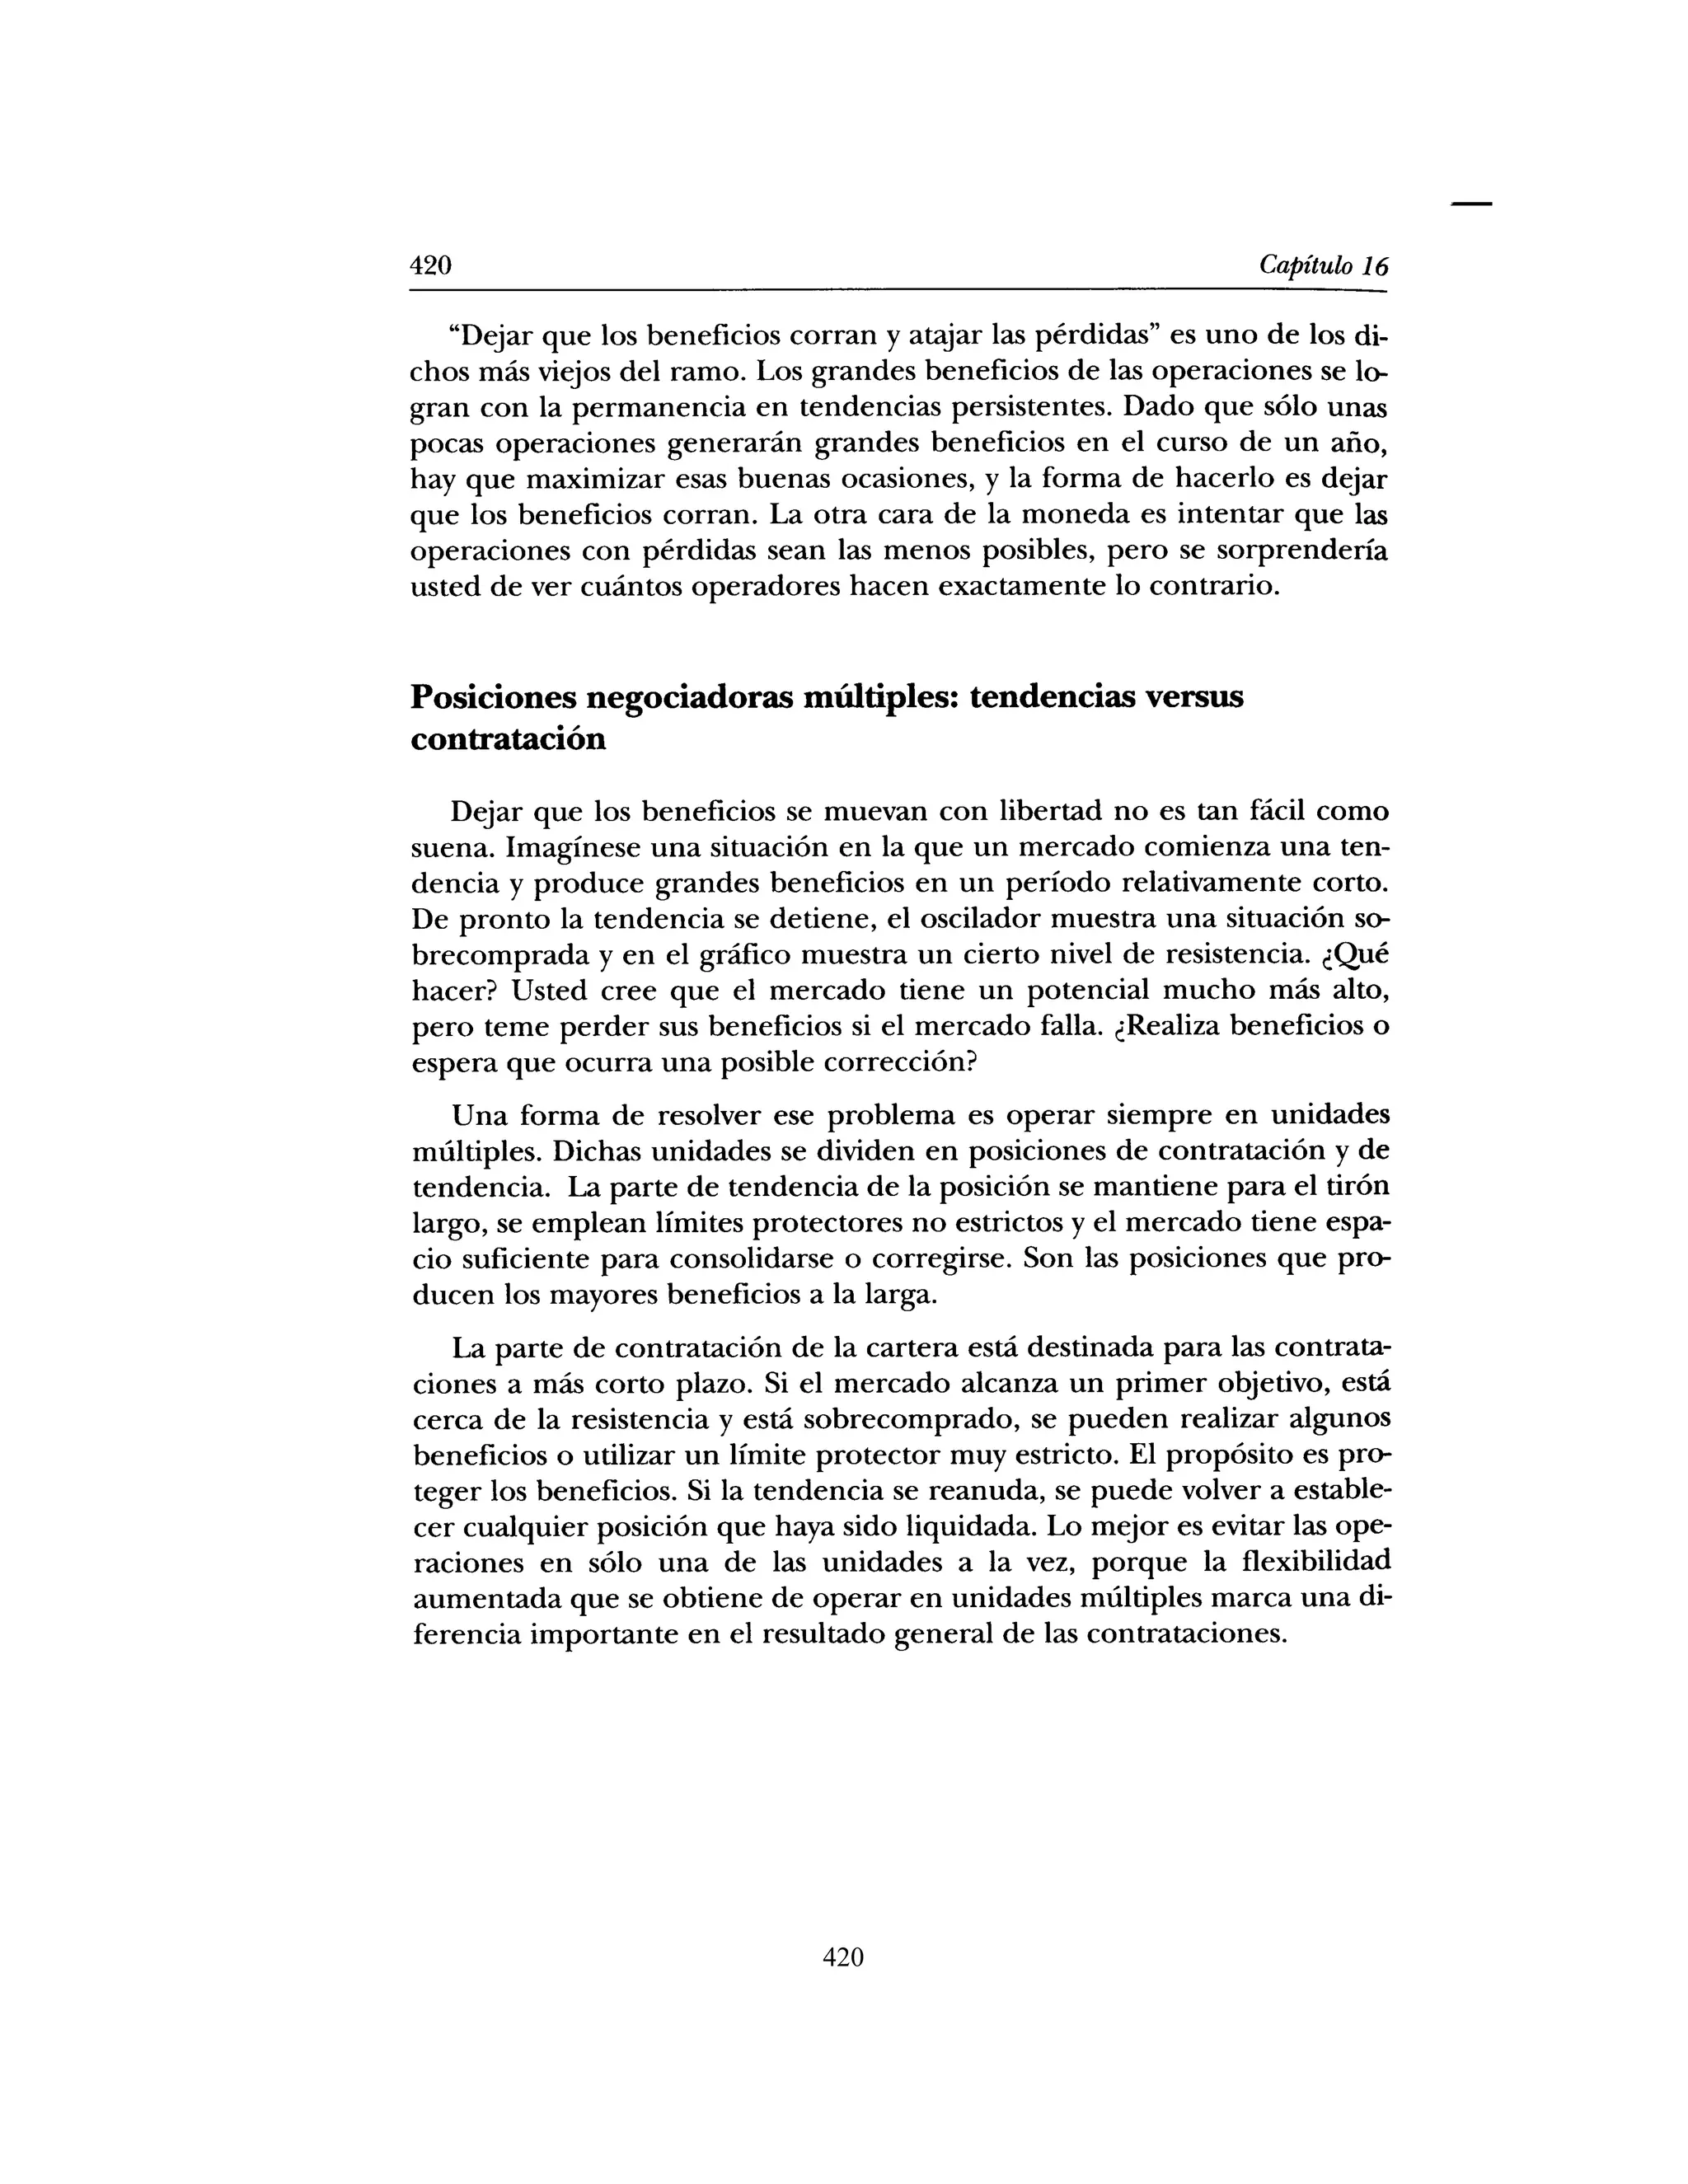 420 Capítulo 16
“Dejar que los beneficios corran y atajar las pérdidas” es uno de los di-
chos más viejos del ramo. Los grandes beneficios de las operaciones se lo-
gran con la permanencia en tendencias persistentes. Dado que sólo unas
pocas operaciones generarán grandes beneficios en el curso de un año,
hay que maximizar esas buenas ocasiones, y la forma de hacerlo es dejar
que los beneficios corran. La otra cara de la moneda es intentar que las
operaciones con pérdidas sean las menos posibles, pero se sorprendería
usted de ver cuántos operadores hacen exactamente lo contrario.
Posiciones negociadoras múltiples: tendencias versus
contratación
Dejar que los beneficios se muevan con libertad no es tan fácil como
suena. Imagínese una situación en la que un mercado comienza una ten-
dencia y produce grandes beneficios en un período relativamente corto.
De pronto la tendencia se detiene, el oscilador muestra una situación so-
brecomprada y en el gráfico muestra un cierto nivel de resistencia. ¿Qué
hacer? Usted cree que el mercado tiene un potencial mucho más alto,
pero teme perder sus beneficios si el mercado falla. ¿Realiza beneficios o
espera que ocurra una posible corrección?
Una forma de resolver ese problema es operar siempre en unidades
múltiples. Dichas unidades se dividen en posiciones de contratación y de
tendencia. La parte de tendencia de la posición se mantiene para el tirón
largo, se emplean límites protectores no estrictos y el mercado tiene espa-
cio suficiente para consolidarse o corregirse. Son las posiciones que pro-
ducen los mayores beneficios a la larga.
La parte de contratación de la cartera está destinada para las contrata-
ciones a más corto plazo. Si el mercado alcanza un primer objetivo, está
cerca de la resistencia y está sobrecomprado, se pueden realizar algunos
beneficios o utilizar un límite protector muy estricto. El propósito es pro-
teger los beneficios. Si la tendencia se reanuda, se puede volver a estable-
cer cualquier posición que haya sido liquidada. Lo mejor es evitar las ope-
raciones en sólo una de las unidades a la vez, porque la flexibilidad
aumentada que se obtiene de operar en unidades múltiples marca una di-
ferencia importante en el resultado general de las contrataciones.
420